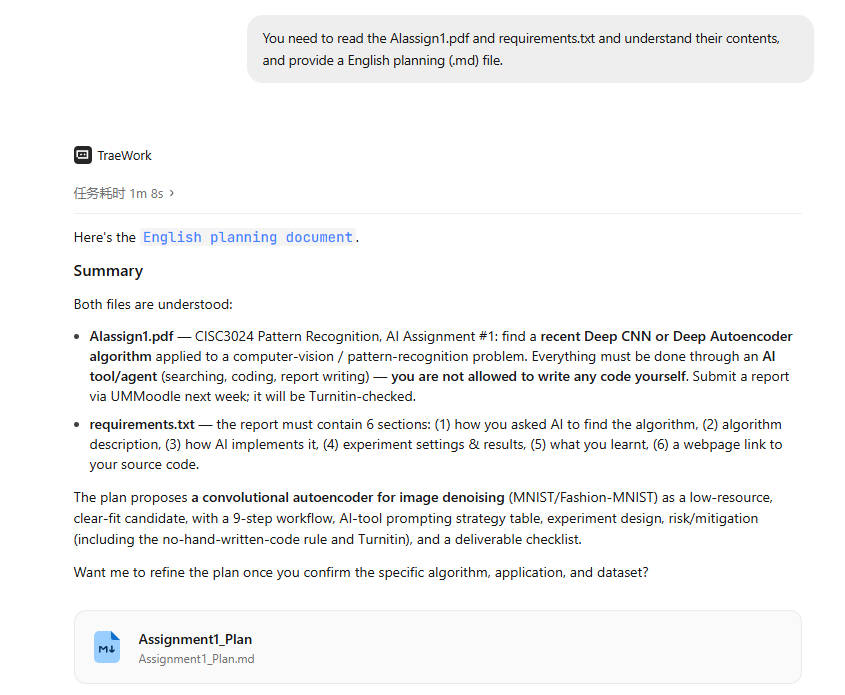 You need to read the AIassign1.pdf and requirements.txt and understand their contents,
and provide a English planning (.md) file.
TraeWork
任务耗时 1m 8s >
Here's the English planning document.
Summary
Both files are understood:
• AIassign1.pdf — CISC3024 Pattern Recognition, AI Assignment #1: find a recent Deep CNN or Deep Autoencoder
algorithm applied to a computer-vision / pattern-recognition problem. Everything must be done through an AI
tool/agent (searching, coding, report writing) — you are not allowed to write any code yourself. Submit a report
via UMMoodle next week; it will be Turnitin-checked.
• requirements.txt — the report must contain 6 sections: (1) how you asked AI to find the algorithm, (2) algorithm
description, (3) how AI implements it, (4) experiment settings & results, (5) what you learnt, (6) a webpage link to
your source code.
The plan proposes a convolutional autoencoder for image denoising (MNIST/Fashion-MNIST) as a low-resource,
clear-fit candidate, with a 9-step workflow, AI-tool prompting strategy table, experiment design, risk/mitigation
(including the no-hand-written-code rule and Turnitin), and a deliverable checklist.
Want me to refine the plan once you confirm the specific algorithm, application, and dataset?
M↓
Assignment1_Plan
Assignment1_Plan.md